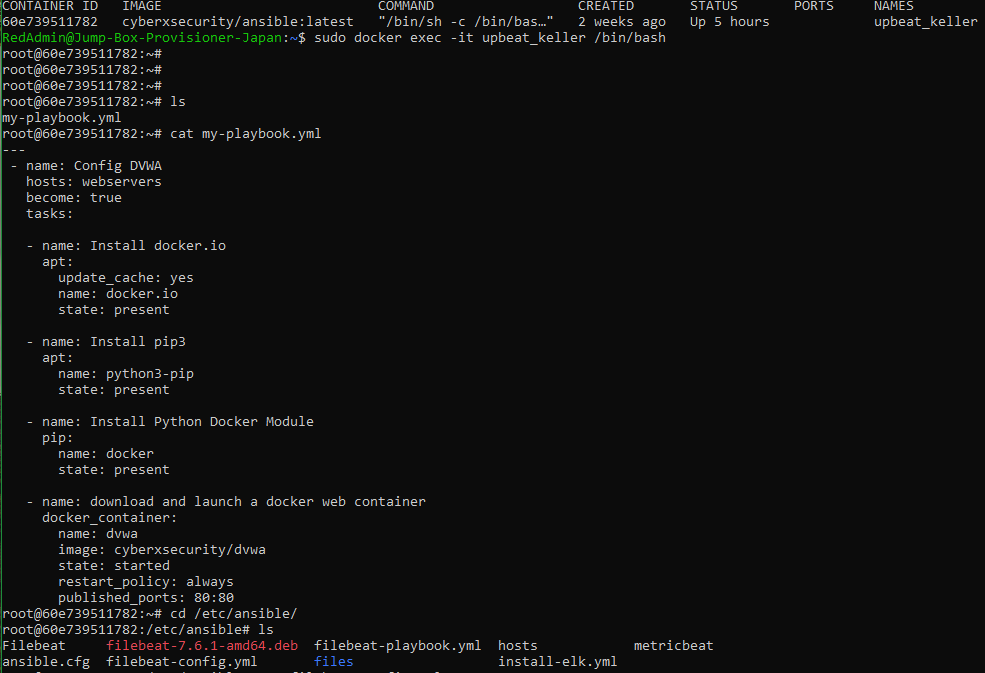 CONTAINER ID   IMAGE                           COMMAND                  CREATED       STATUS       PORTS     NAMES
60e739511782   cyberxsecurity/ansible:latest   "/bin/sh -c /bin/bas…"   2 weeks ago   Up 5 hours             upbeat_keller
RedAdmin@Jump-Box-Provisioner-Japan:~$ sudo docker exec -it upbeat_keller /bin/bash
root@60e739511782:~#
root@60e739511782:~#
root@60e739511782:~#
root@60e739511782:~# ls
my-playbook.yml
root@60e739511782:~# cat my-playbook.yml
---
 - name: Config DVWA
   hosts: webservers
   become: true
   tasks:

   - name: Install docker.io
     apt:
       update_cache: yes
       name: docker.io
       state: present

   - name: Install pip3
     apt:
       name: python3-pip
       state: present

   - name: Install Python Docker Module
     pip:
       name: docker
       state: present

   - name: download and launch a docker web container
     docker_container:
       name: dvwa
       image: cyberxsecurity/dvwa
       state: started
       restart_policy: always
       published_ports: 80:80
root@60e739511782:~# cd /etc/ansible/
root@60e739511782:/etc/ansible# ls
Filebeat     filebeat-7.6.1-amd64.deb  filebeat-playbook.yml  hosts            metricbeat
ansible.cfg  filebeat-config.yml       files                  install-elk.yml